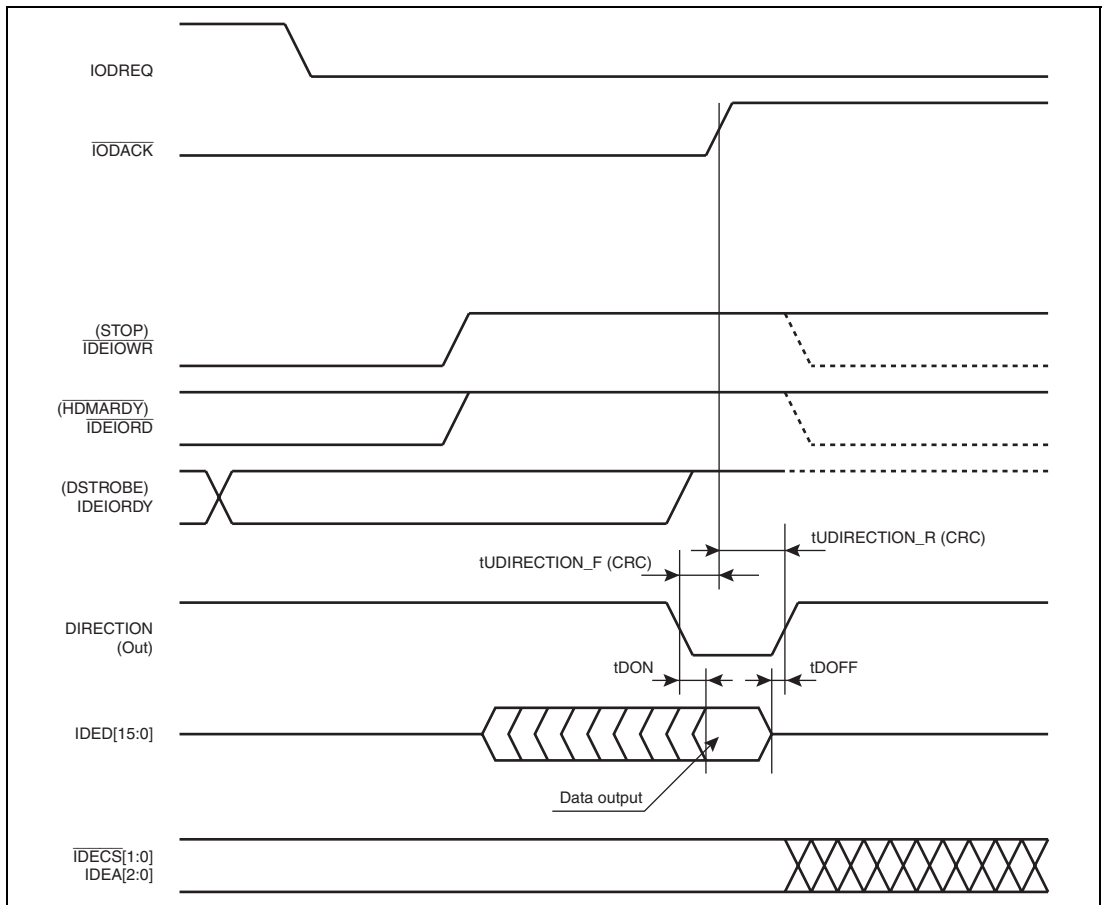 IODREQ
IODACK
(STOP)
IDEIOWR
(HDMARDY)
IDEIORD
(DSTROBE)
IDEIORDY
tUDIRECTION_R (CRC)
tUDIRECTION_F (CRC)
DIRECTION
(Out)
tDON
tDOFF
IDED[15:0]
Data output
IDECS[1:0]
IDEA[2:0]